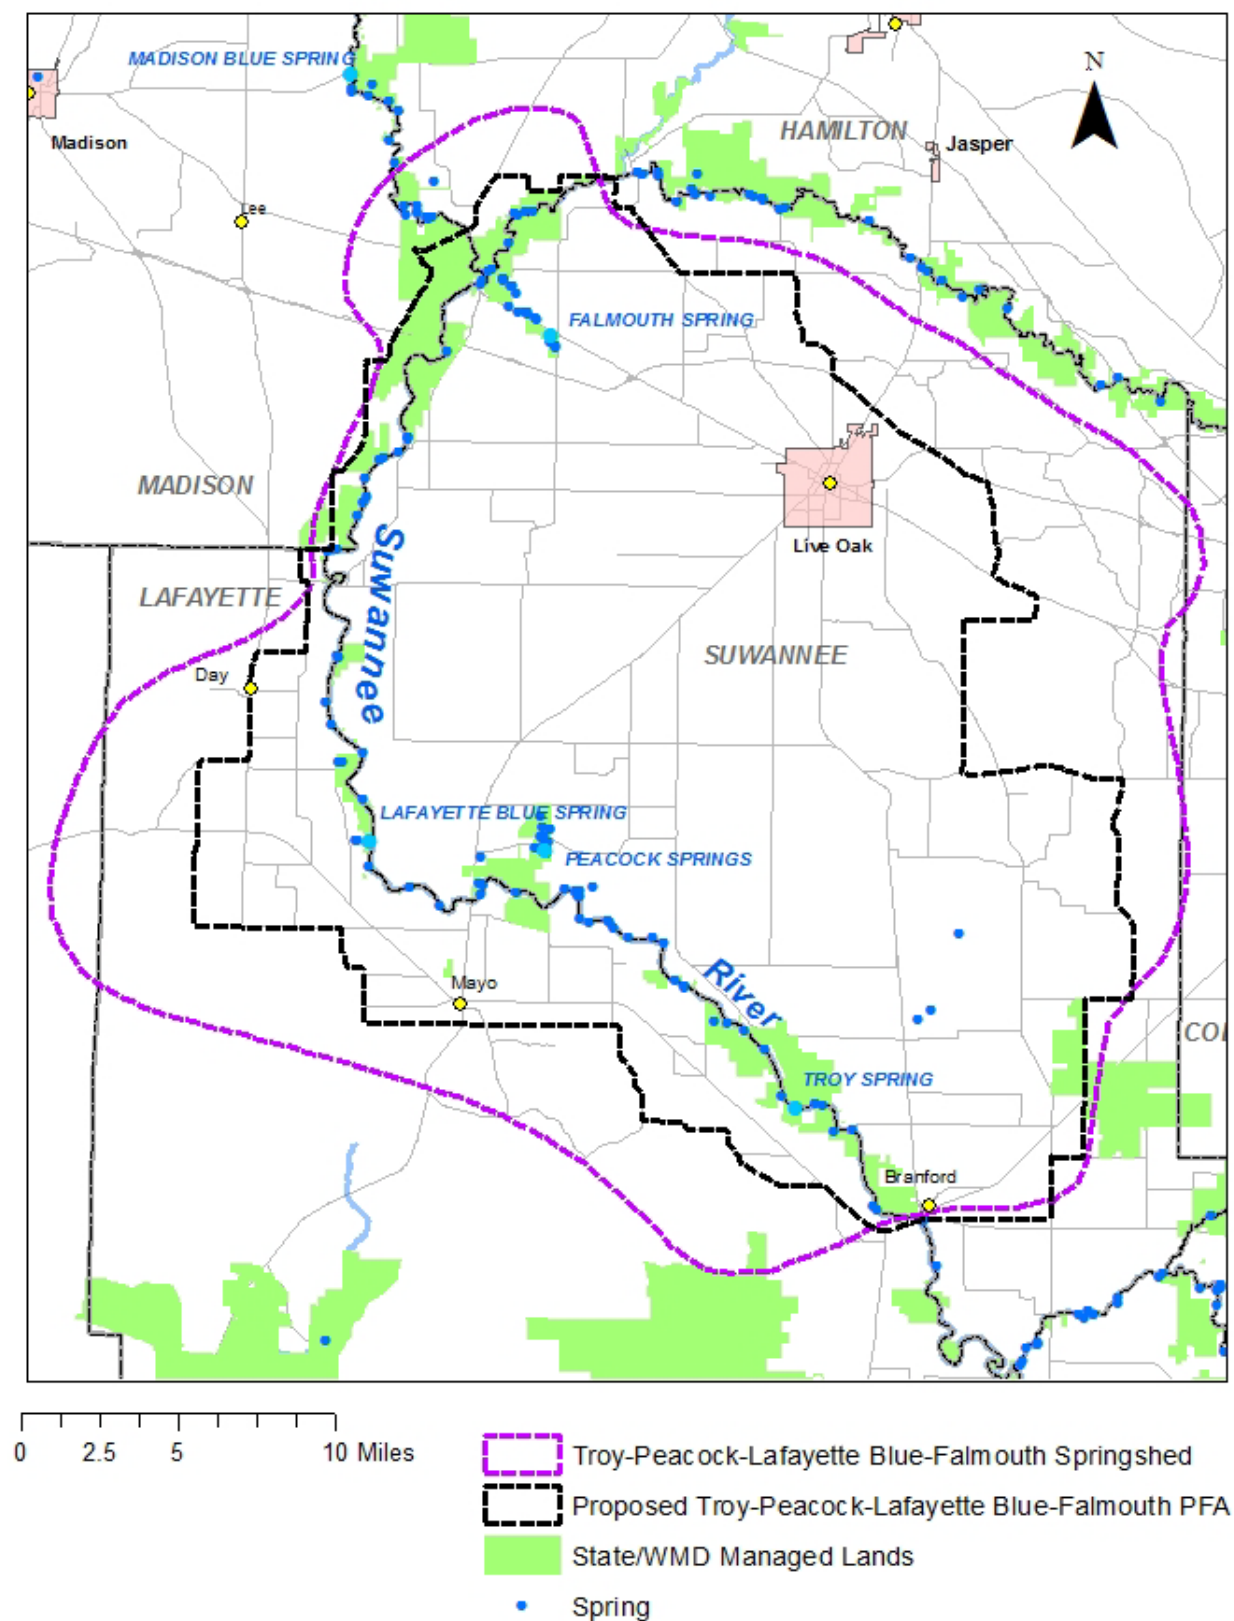 MADISON BLUE SPRING
N
HAMILTON
Jasper
Madison
Lee
FALMOUTH SPRING
MADISON
Live Oak
Suwannee
LAFAYETTE
SUWANNEE
Day
LAFAYETTE BLUE SPRING
PEACOCK SPRINGS
River
Mayo
COL
TROY SPRING
Branford
0 2.5 5 10 Miles
Troy-Peacock-Lafayette Blue-Falmouth Springshed
Proposed Troy-Peacock-Lafayette Blue-Falmouth PFA
State/WMD Managed Lands
Spring